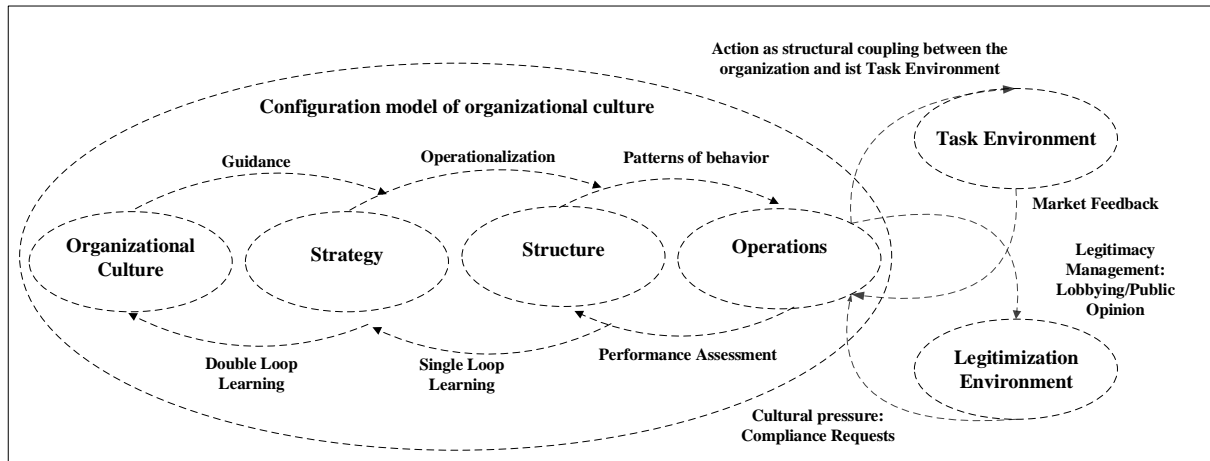 Action as structural coupling between the
organization and ist Task Environment
Configuration model of organizational culture
Task Environment
Guidance
Operationalization
Patterns of behavior
Market Feedback
Organizational
Culture
Strategy
Structure
Operations
Legitimacy
Management:
Lobbying/Public
Opinion
Double Loop
Learning
Single Loop
Learning
Performance Assessment
Legitimization
Environment
Cultural pressure:
Compliance Requests